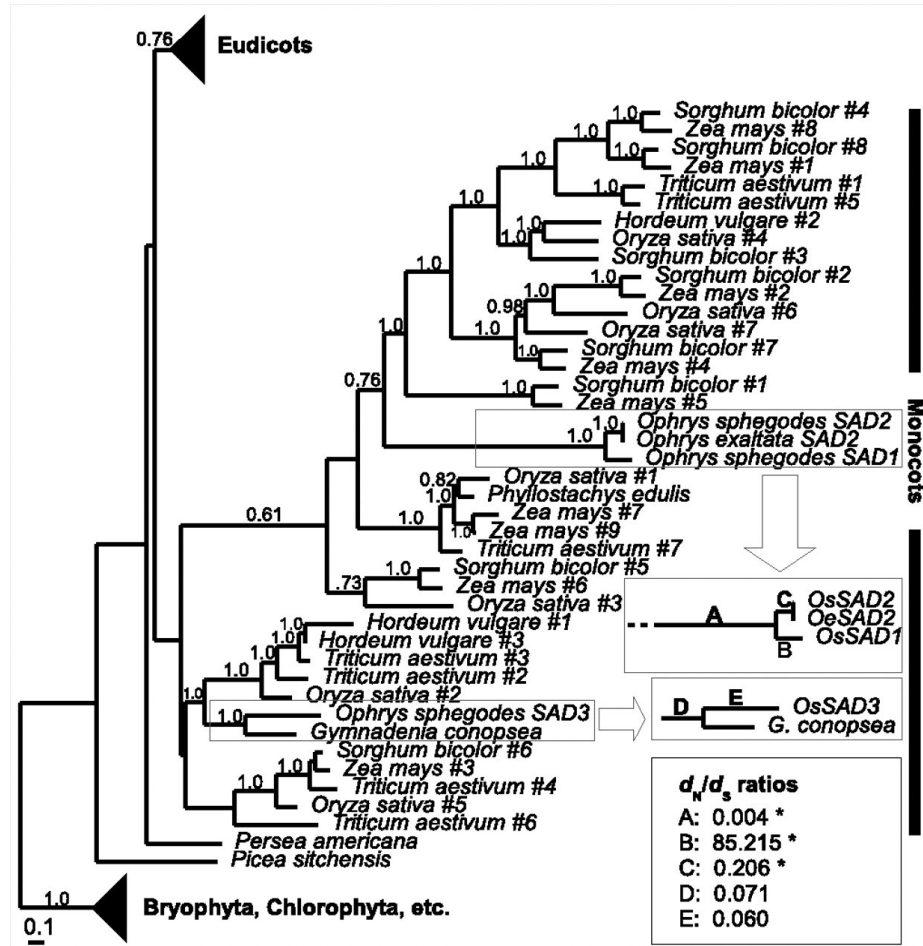 0.76
Eudicots
1.0 Sorghum bicolor #4
1.0 Zea mays #8
1.0 Sorghum bicolor #8
1.0 Zea mays #1
1.0 Triticum aestivum #1
1.0 Triticum aestivum #5
1.0 Hordeum vulgare #2
1.0 Oryza sativa #4
1.0 Sorghum bicolor #3
1.0 Sorghum bicolor #2
1.0 Zea mays #2
0.98 Oryza sativa #6
1.0 Oryza sativa #7
1.0 Sorghum bicolor #7
1.0 Zea mays #4
1.0 Sorghum bicolor #1
0.76 Zea mays #5
Monocots
1.0 Ophrys sphegodes SAD2
1.0 Ophrys exaltata SAD2
Ophrys sphegodes SAD1
0.82 Oryza sativa #1
1.0 Phyllostachys edulis
0.61 Zea mays #7
1.0 1.0 Zea mays #9
Triticum aestivum #7
1.0 Sorghum bicolor #5
.73 Zea mays #6
Oryza sativa #3
A
C OsSAD2
OeSAD2
B OsSAD1
1.0 Hordeum vulgare #1
1.0 Hordeum vulgare #3
1.0 Triticum aestivum #3
1.0 Triticum aestivum #2
1.0 Oryza sativa #2
1.0 Ophrys sphegodes SAD3
Gymnadenia conopsea
D E OsSAD3
G. conopsea
1.0 Sorghum bicolor #6
1.0 Zea mays #3
1.0 Triticum aestivum #4
Oryza sativa #5
Triticum aestivum #6
Persea americana
Picea sitchensis
dN/dS ratios
A: 0.004 *
B: 85.215 *
C: 0.206 *
D: 0.071
E: 0.060
1.0
Bryophyta, Chlorophyta, etc.
0.1